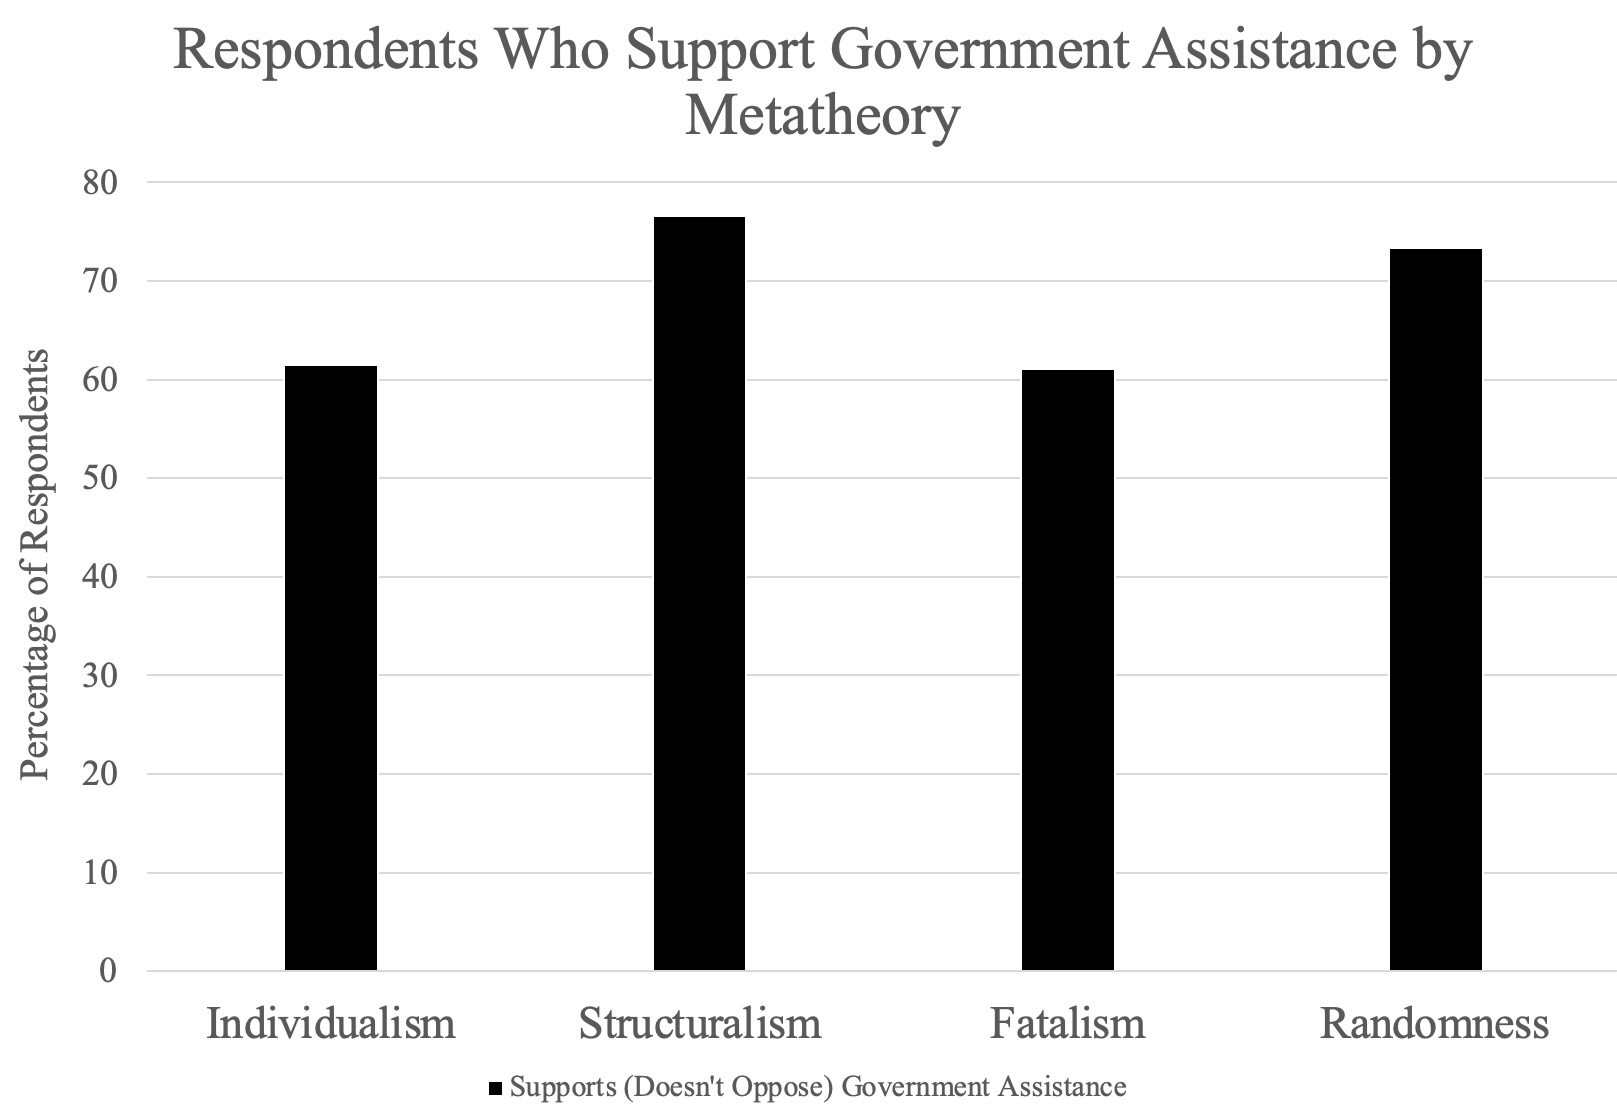 Respondents Who Support Government Assistance by
Metatheory
80
70
60
50
40
30
20
10
0
Percentage of Respondents
Individualism
Structuralism
Fatalism
Randomness
Supports (Doesn't Oppose) Government Assistance